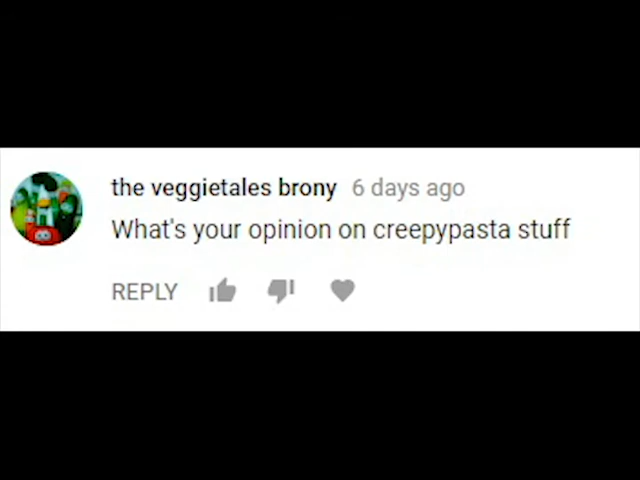 the veggietales brony 6 days ago
What's your opinion on creepypasta stuff
REPLY